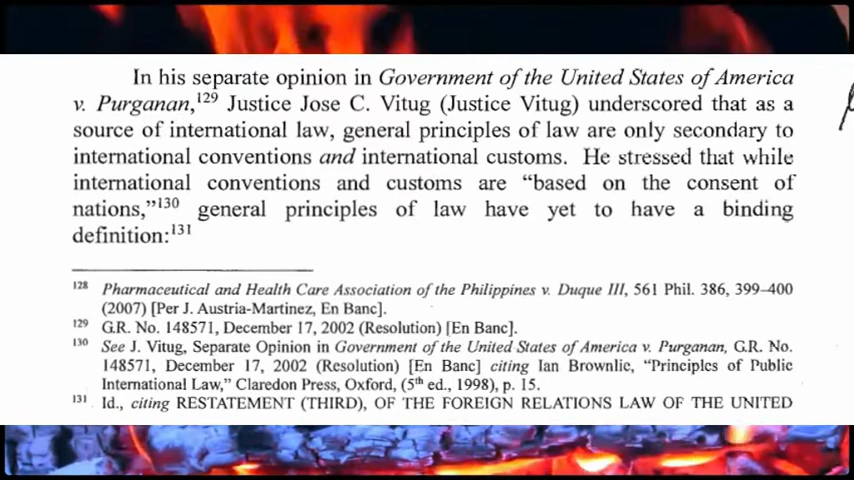 In his separate opinion in Government of the United States of America
v. Purganan,129 Justice Jose C. Vitug (Justice Vitug) underscored that as a
source of international law, general principles of law are only secondary to
international conventions and international customs. He stressed that while
international conventions and customs are “based on the consent of
nations,”130 general principles of law have yet to have a binding
definition:131
128 Pharmaceutical and Health Care Association of the Philippines v. Duque III, 561 Phil. 386, 399–400
(2007) [Per J. Austria-Martinez, En Banc].
129 G.R. No. 148571, December 17, 2002 (Resolution) [En Banc].
130 See J. Vitug, Separate Opinion in Government of the United States of America v. Purganan, G.R. No.
148571, December 17, 2002 (Resolution) [En Banc] citing Ian Brownlie, “Principles of Public
International Law,” Claredon Press, Oxford, (5th ed., 1998), p. 15.
131 Id., citing RESTATEMENT (THIRD), OF THE FOREIGN RELATIONS LAW OF THE UNITED